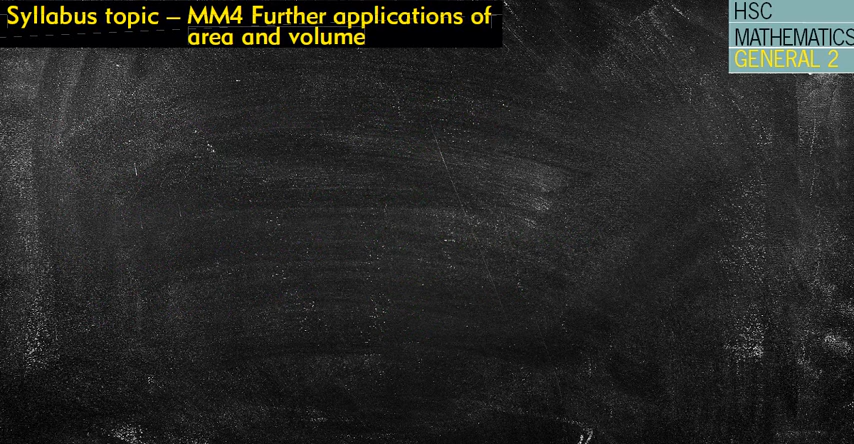 Syllabus topic – MM4 Further applications of
area and volume
HSC
MATHEMATICS
GENERAL 2